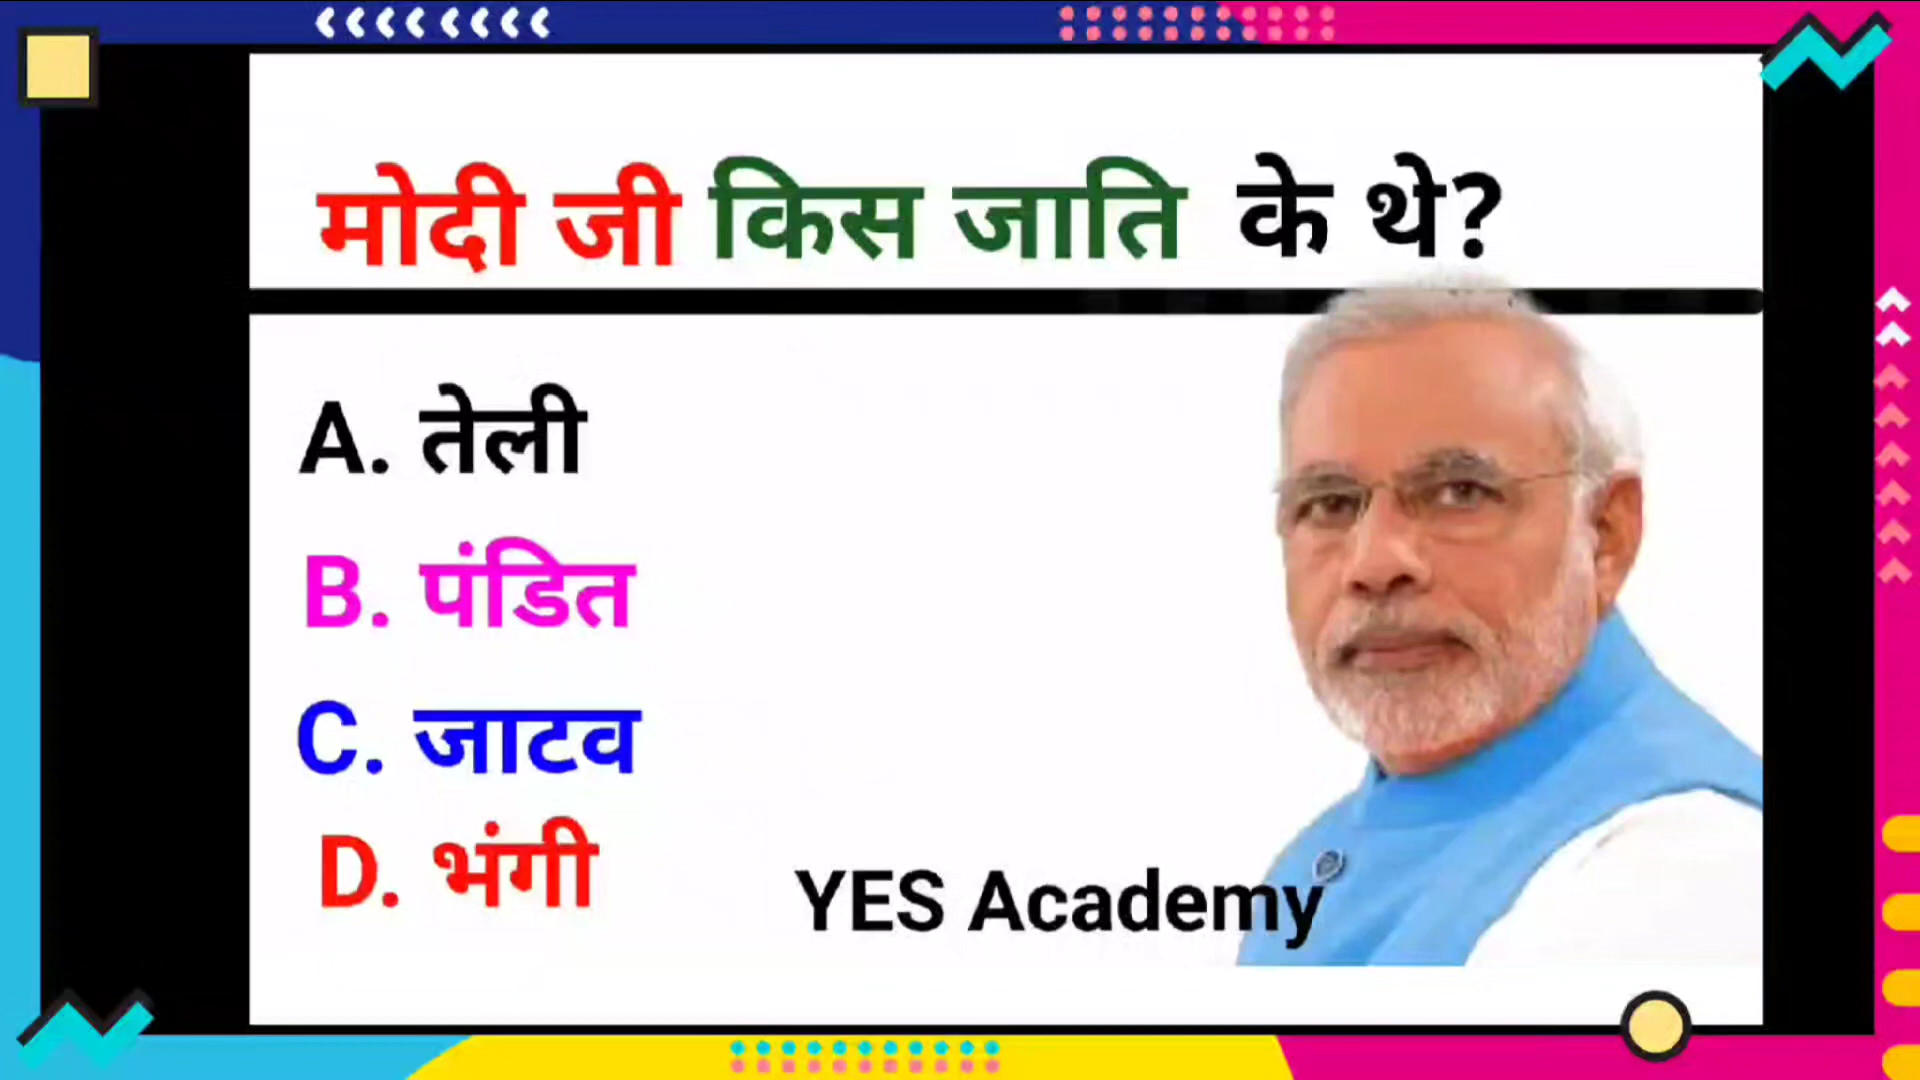 मोदी जी किस जाति के थे?
A. तेली
B. पंडित
C. जाटव
D. भंगी
YES Academy